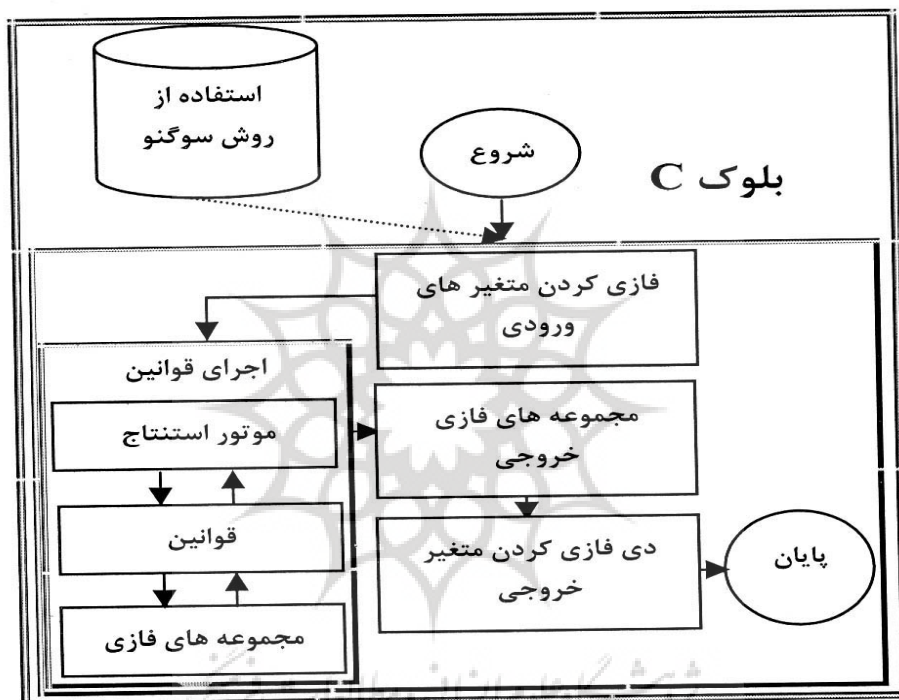 استفاده از
روش سوگنو
شروع
بلوک C
فازی کردن متغیر های
ورودی
اجرای قوانین
موتور استنتاج
قوانین
مجموعه های فازی
مجموعه های فازی
خروجی
دی فازی کردن متغیر
خروجی
پایان